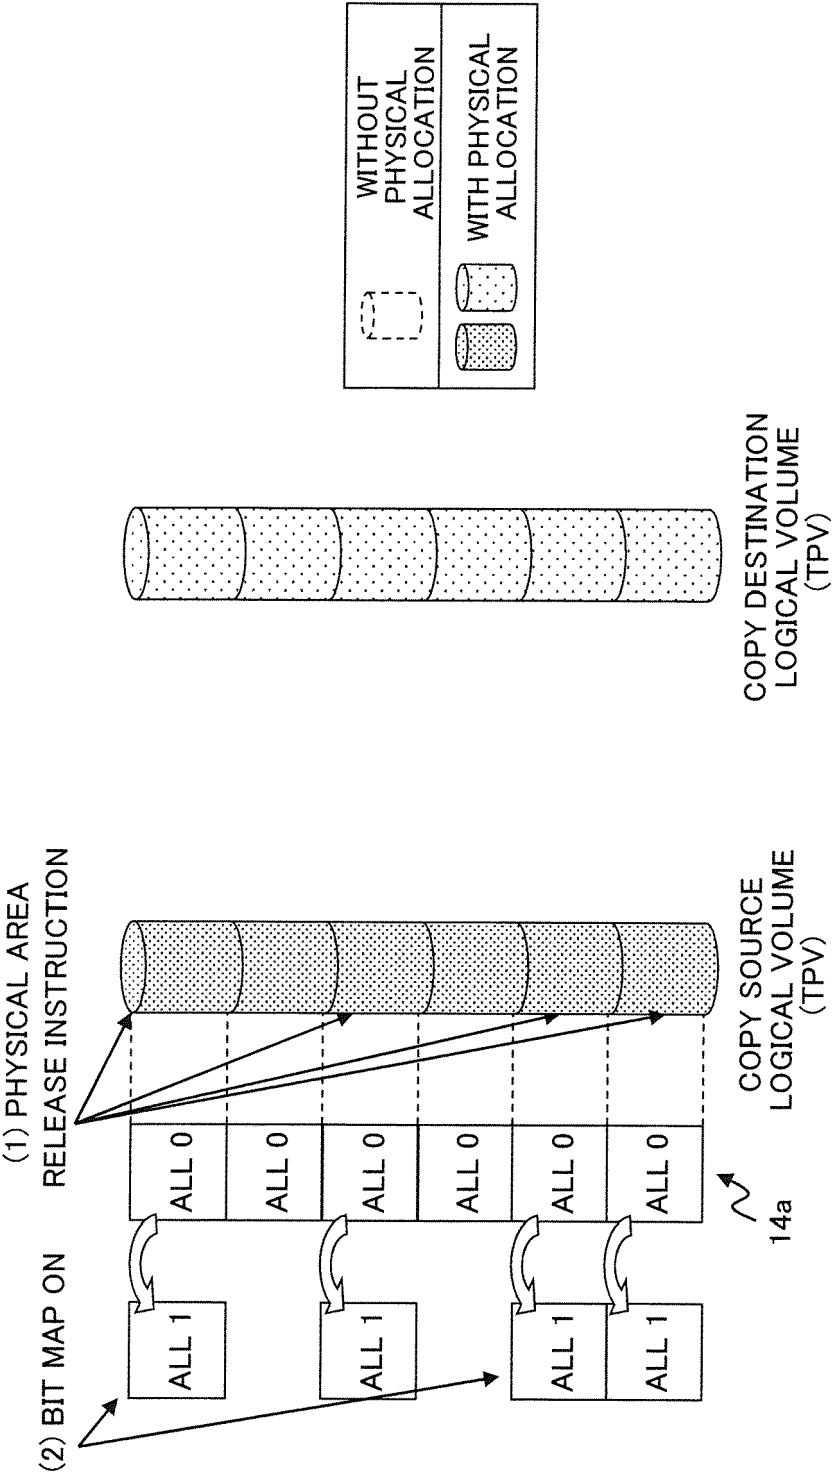 (1) PHYSICAL AREA
RELEASE INSTRUCTION
(2) BIT MAP ON
ALL 1
ALL 1
ALL 1
ALL 1
ALL 0
ALL 0
ALL 0
ALL 0
ALL 0
ALL 0
14a
COPY SOURCE
LOGICAL VOLUME
(TPV)
COPY DESTINATION
LOGICAL VOLUME
(TPV)
WITHOUT
PHYSICAL
ALLOCATION
WITH PHYSICAL
ALLOCATION